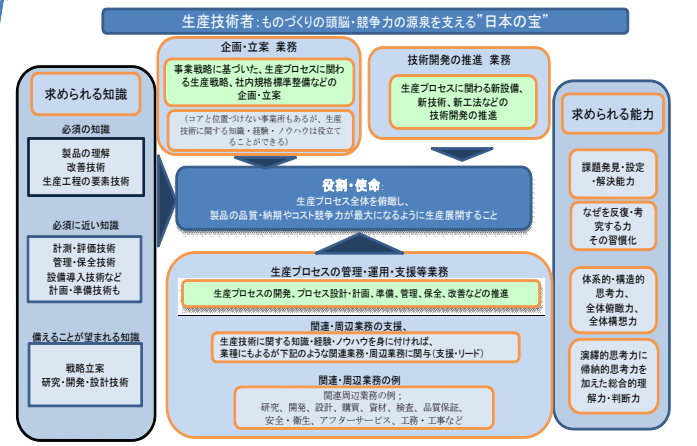 生産技術者：ものづくりの頭脳・競争力の源泉を支える”日本の宝”
企画・立案 業務
事業戦略に基づいた、生産プロセスに関わ
る生産戦略、社内規格標準整備などの
企画・立案
（コアと位置づけない事業所もあるが、生産
技術に関する知識・経験・ノウハウは役立て
ることができる）
技術開発の推進 業務
生産プロセスに関わる新設備、
新技術、新工法などの
技術開発の推進
求められる知識
必須の知識
製品の理解
改善技術
生産工程の要素技術
必須に近い知識
計測・評価技術
管理・保全技術
設備導入技術など
計画・準備技術も
備えることが望まれる知識
戦略立案
研究・開発・設計技術
役割・使命:
生産プロセス全体を俯瞰し、
製品の品質・納期やコスト競争力が最大になるように生産展開すること
生産プロセスの管理・運用・支援等業務
生産プロセスの開発、プロセス設計・計画、準備、管理、保全、改善などの推進
関連・周辺業務の支援、
生産技術に関する知識・経験・ノウハウを身に付ければ、
業種にもよるが下記のような関連業務・周辺業務に関与（支援・リード）
関連・周辺業務の例
関連周辺業務の例；
研究、開発、設計、購買、資材、検査、品質保証、
安全・衛生、アフターサービス、工務・工事など
求められる能力
課題発見・設定
・解決能力
なぜを反復・考
究する力
その習慣化
体系的・構造的
思考力、
全体俯瞰力、
全体構想力
演繹的思考力に
帰納的思考力を
加えた総合的理
解力・判断力